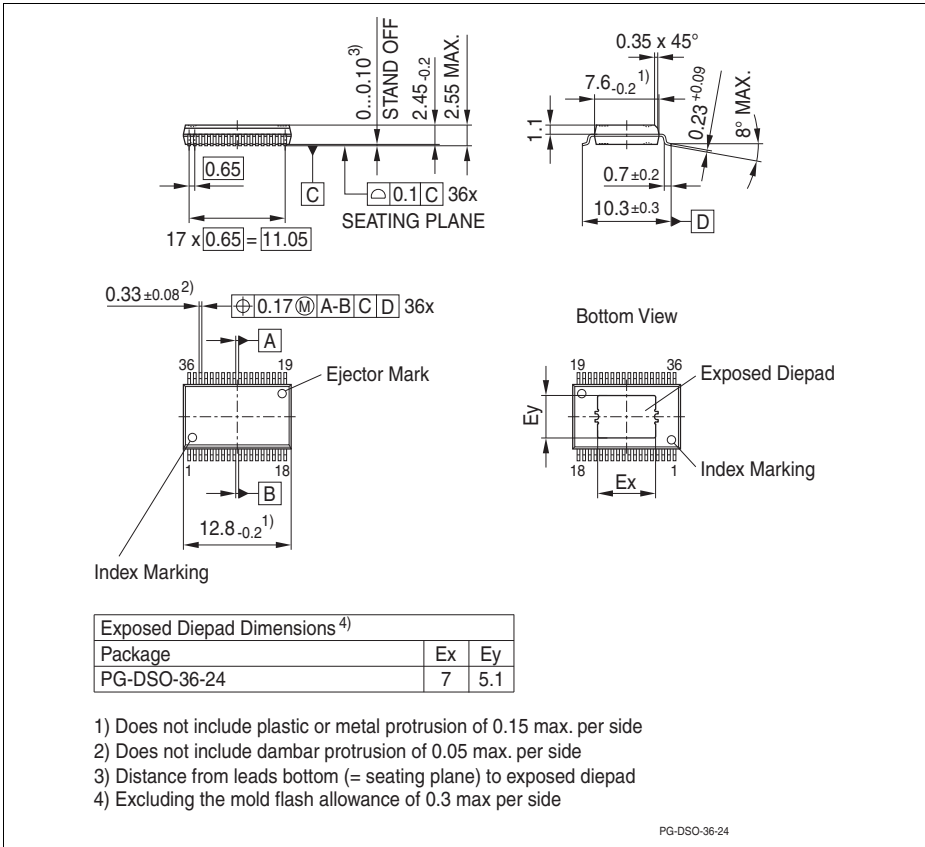 0...0.10 3)
STAND OFF
2.45 -0.2
2.55 MAX.
0.65
C
⌓ 0.1 C 36x
SEATING PLANE
17 x 0.65 = 11.05
0.35 x 45°
7.6 -0.2 1)
1.1
0.23 +0.09
8° MAX.
0.7 ±0.2
10.3 ±0.3
D
0.33 ±0.08 2)
⌖ 0.17 Ⓜ A-B C D 36x
A
36
19
Ejector Mark
1
18
B
12.8 -0.2 1)
Index Marking
Bottom View
19
36
Exposed Diepad
Ey
18
1
Index Marking
Ex
Exposed Diepad Dimensions 4)
Package Ex Ey
PG-DSO-36-24 7 5.1
1) Does not include plastic or metal protrusion of 0.15 max. per side
2) Does not include dambar protrusion of 0.05 max. per side
3) Distance from leads bottom (= seating plane) to exposed diepad
4) Excluding the mold flash allowance of 0.3 max per side
PG-DSO-36-24